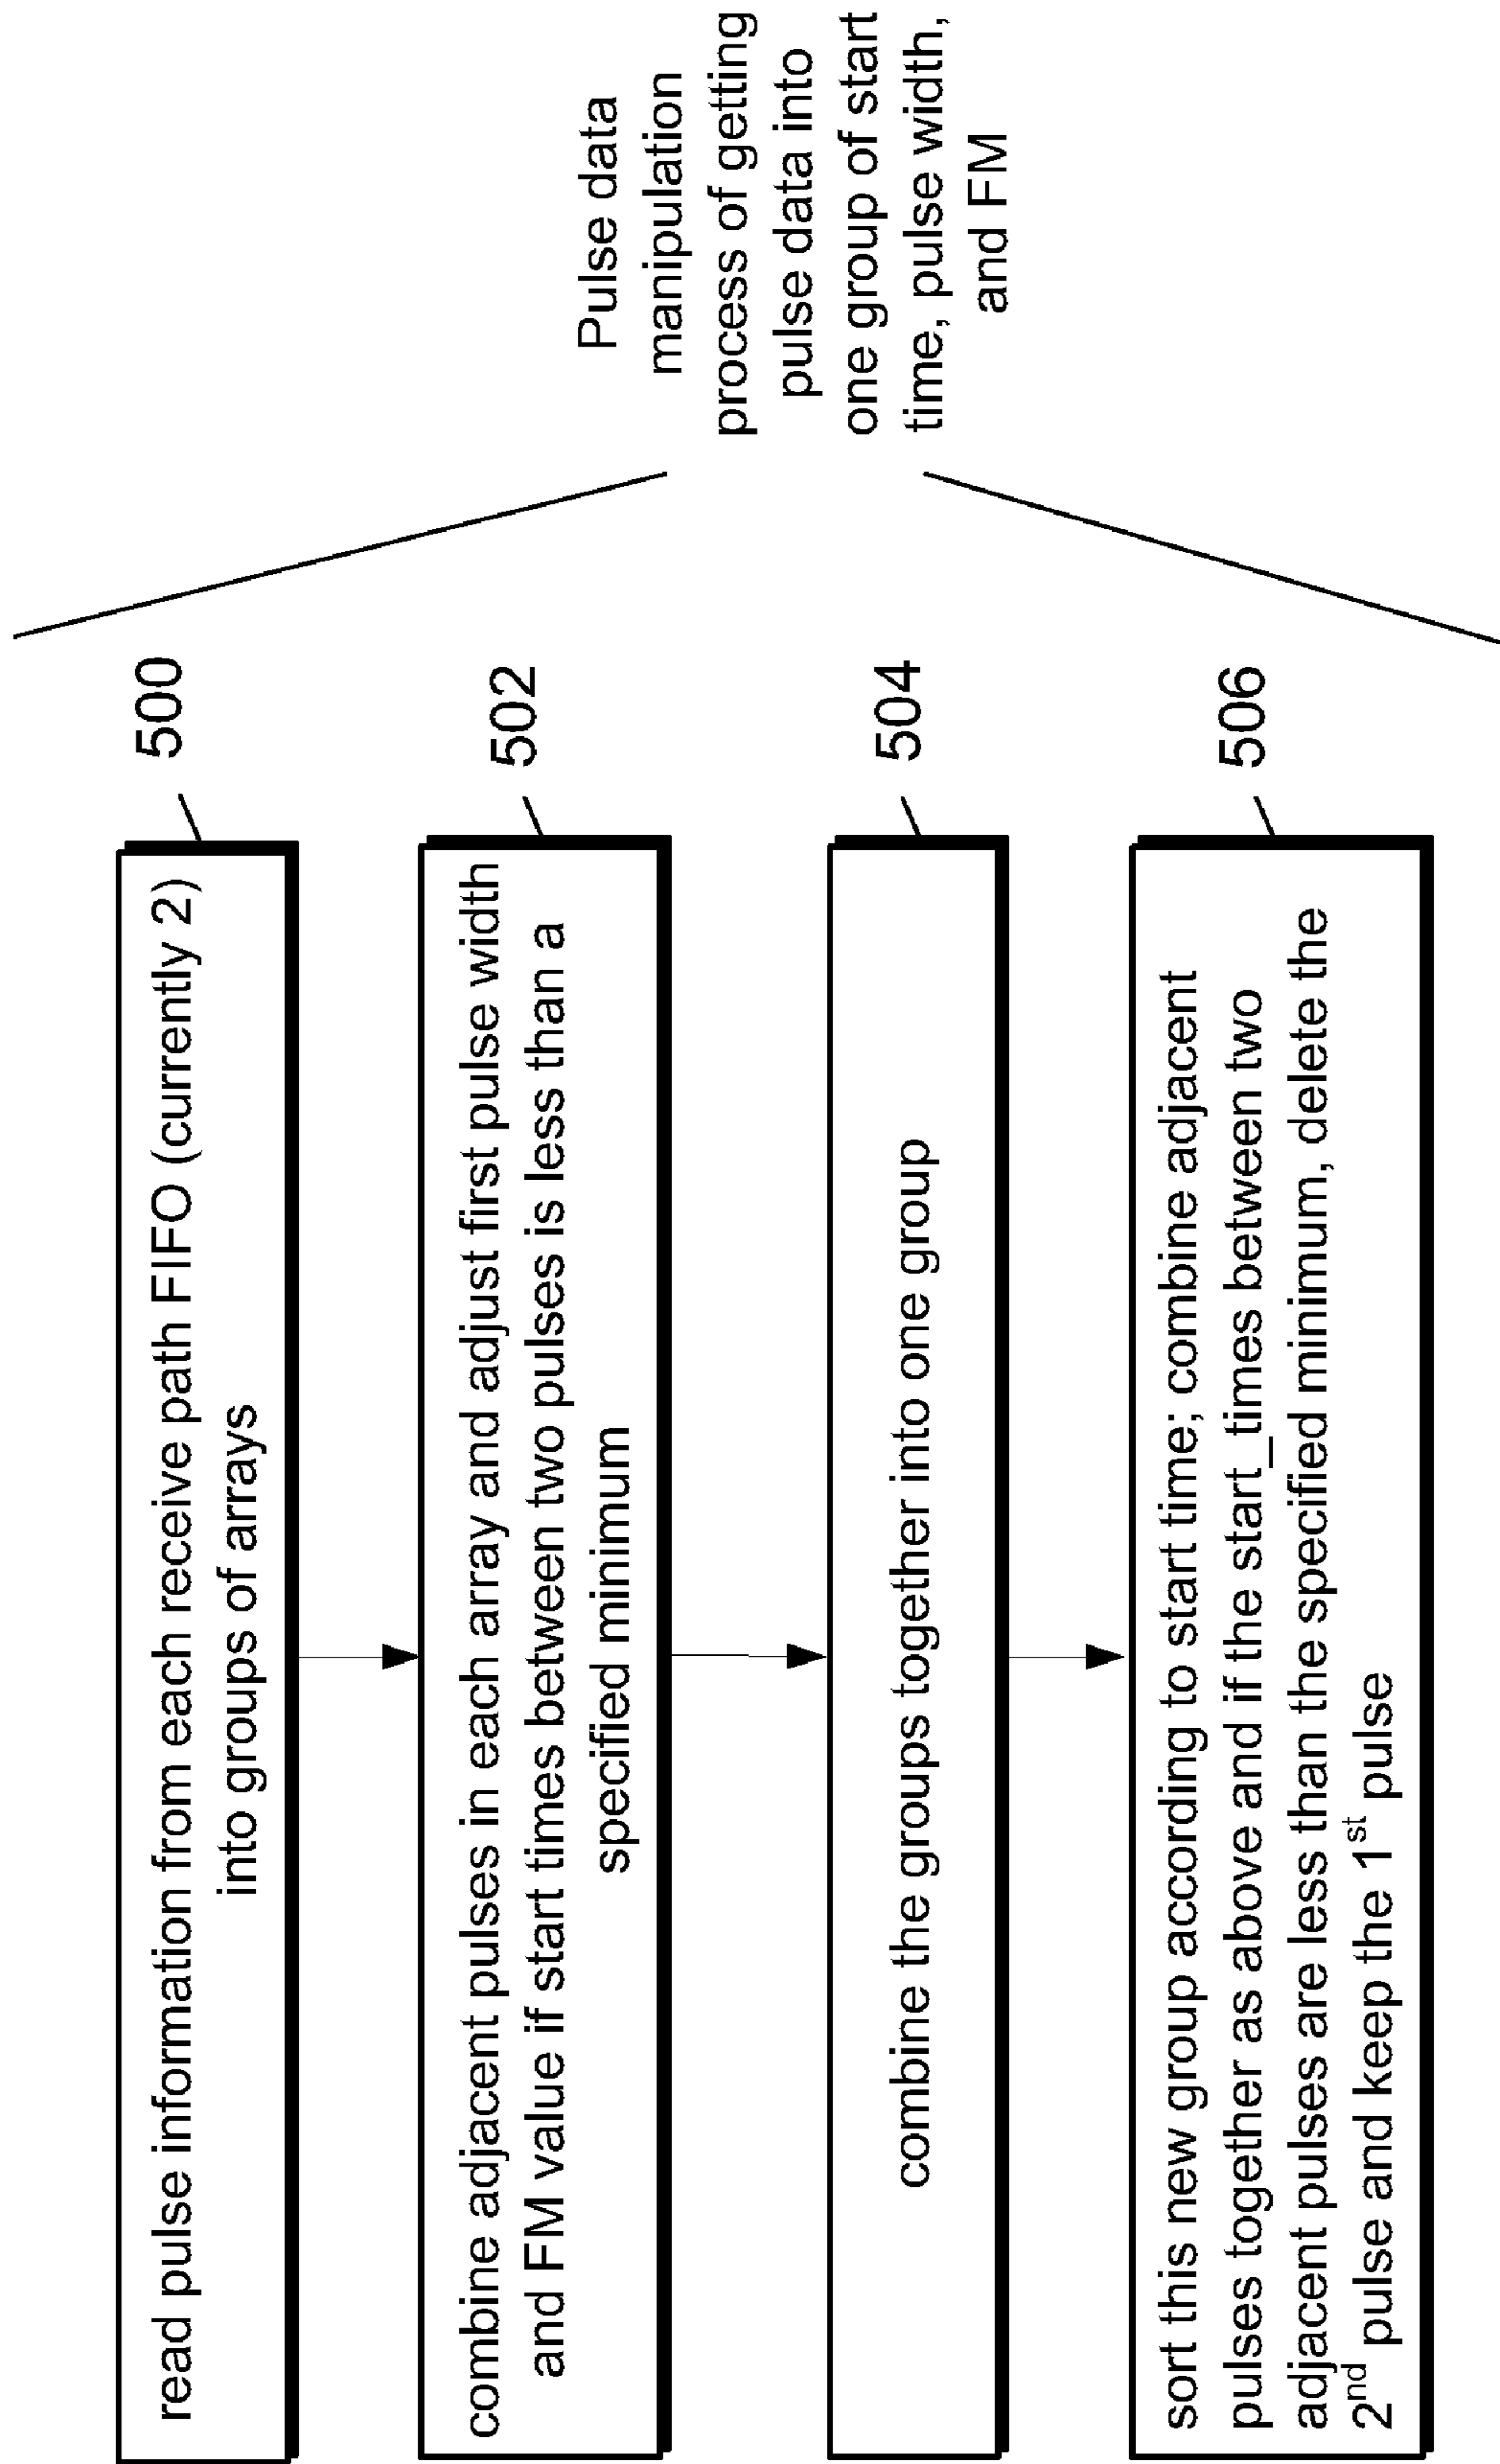 read pulse information from each receive path FIFO (currently 2)
into groups of arrays
500
combine adjacent pulses in each array and adjust first pulse width
and FM value if start times between two pulses is less than a
specified minimum
502
combine the groups together into one group
504
sort this new group according to start time; combine adjacent
pulses together as above and if the start_times between two
adjacent pulses are less than the specified minimum, delete the
2nd pulse and keep the 1st pulse
506
Pulse data
manipulation
process of getting
pulse data into
one group of start
time, pulse width,
and FM